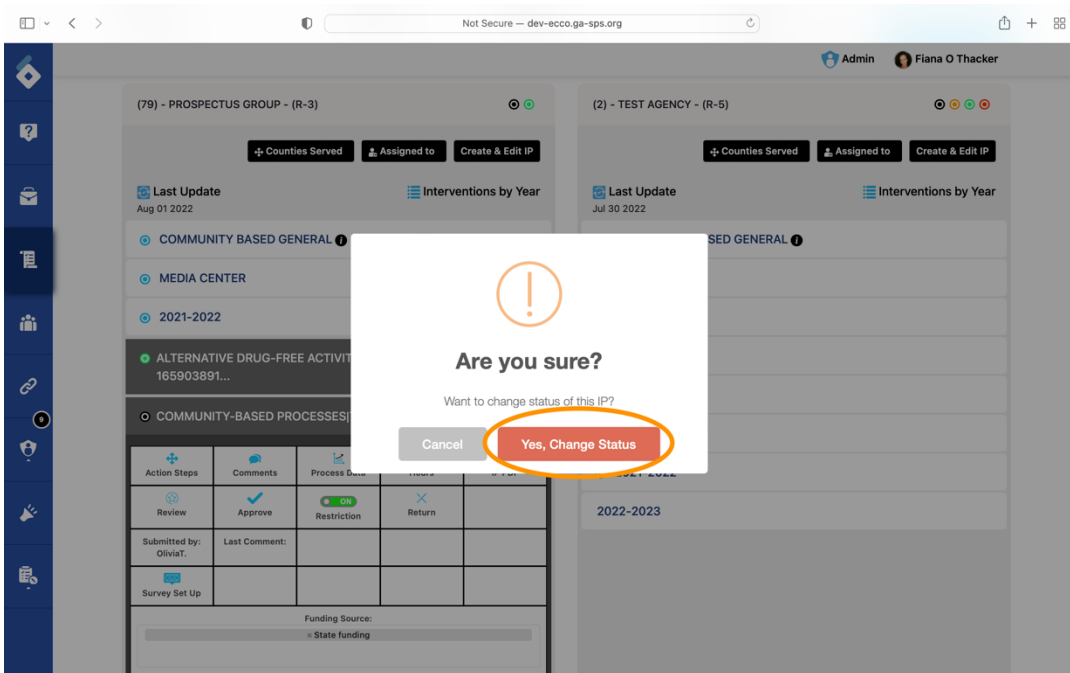 Not Secure — dev-ecco.ga-sps.org
Admin
Fiana O Thacker
(79) - PROSPECTUS GROUP - (R-3)
Counties Served
Assigned to
Create & Edit IP
Last Update
Interventions by Year
Aug 01 2022
COMMUNITY BASED GENERAL
MEDIA CENTER
2021-2022
ALTERNATIVE DRUG-FREE ACTIVIT
165903891...
COMMUNITY-BASED PROCESSES|
Action Steps
Comments
Process Data
Review
Approve
ON
Restriction
Return
Submitted by:
OliviaT.
Last Comment:
Survey Set Up
Funding Source:
× State funding
(2) - TEST AGENCY - (R-5)
Counties Served
Assigned to
Create & Edit IP
Last Update
Interventions by Year
Jul 30 2022
SED GENERAL
2022-2023
Are you sure?
Want to change status of this IP?
Cancel
Yes, Change Status
9